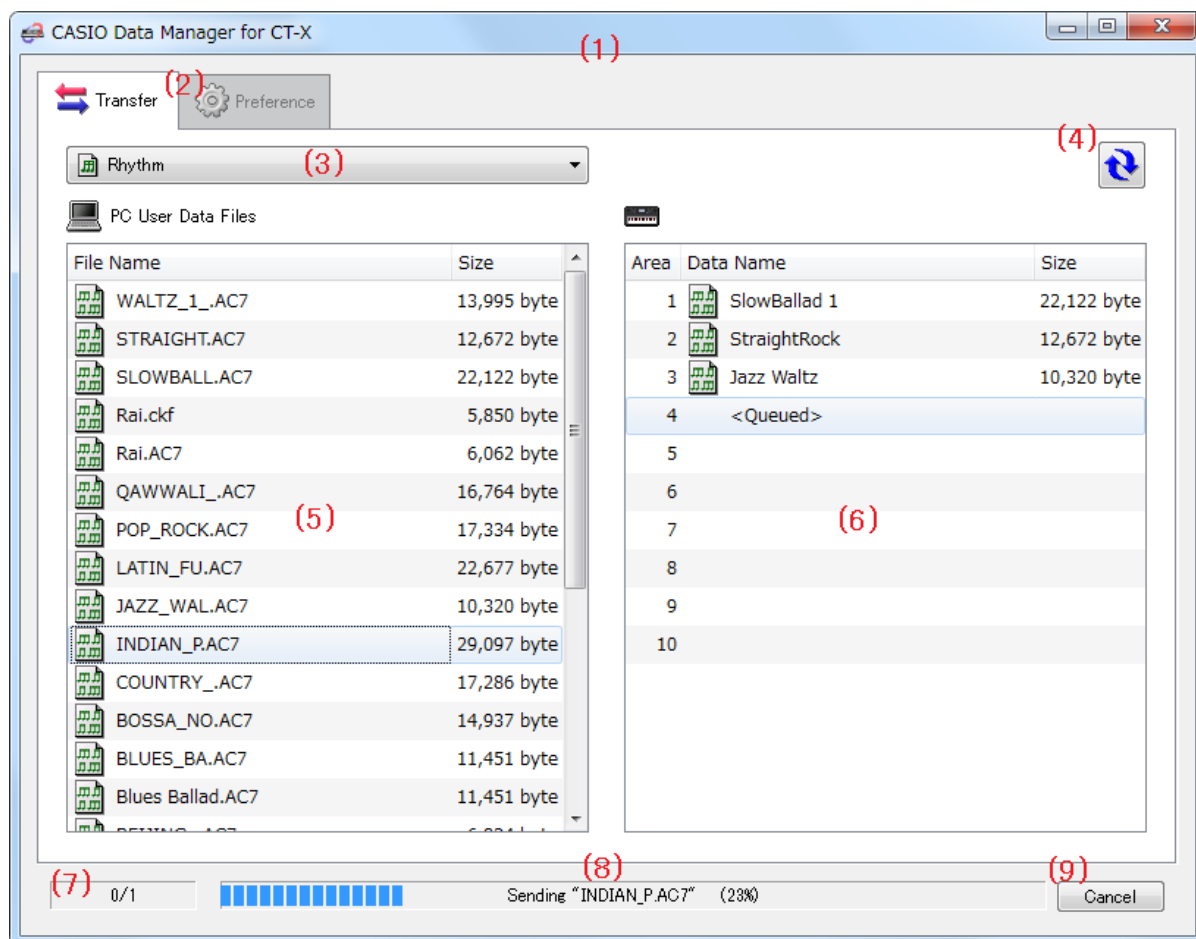 CASIO Data Manager for CT-X
(1)
Transfer (2) Preference
(3) (4)
Rhythm
PC User Data Files
File Name Size Area Data Name Size
WALTZ_1_.AC7 13,995 byte 1 SlowBallad 1 22,122 byte
STRAIGHT.AC7 12,672 byte 2 StraightRock 12,672 byte
SLOWBALL.AC7 22,122 byte 3 Jazz Waltz 10,320 byte
Rai.ckf 5,850 byte 4 <Queued>
Rai.AC7 6,062 byte 5
QAWWALI_.AC7 16,764 byte 6
(5) (6)
POP_ROCK.AC7 17,334 byte 7
LATIN_FU.AC7 22,677 byte 8
JAZZ_WAL.AC7 10,320 byte 9
INDIAN_P.AC7 29,097 byte 10
COUNTRY_.AC7 17,286 byte
BOSSA_NO.AC7 14,937 byte
BLUES_BA.AC7 11,451 byte
Blues Ballad.AC7 11,451 byte
(7) (8) (9)
0/1 Sending "INDIAN_P.AC7" (23%) Cancel